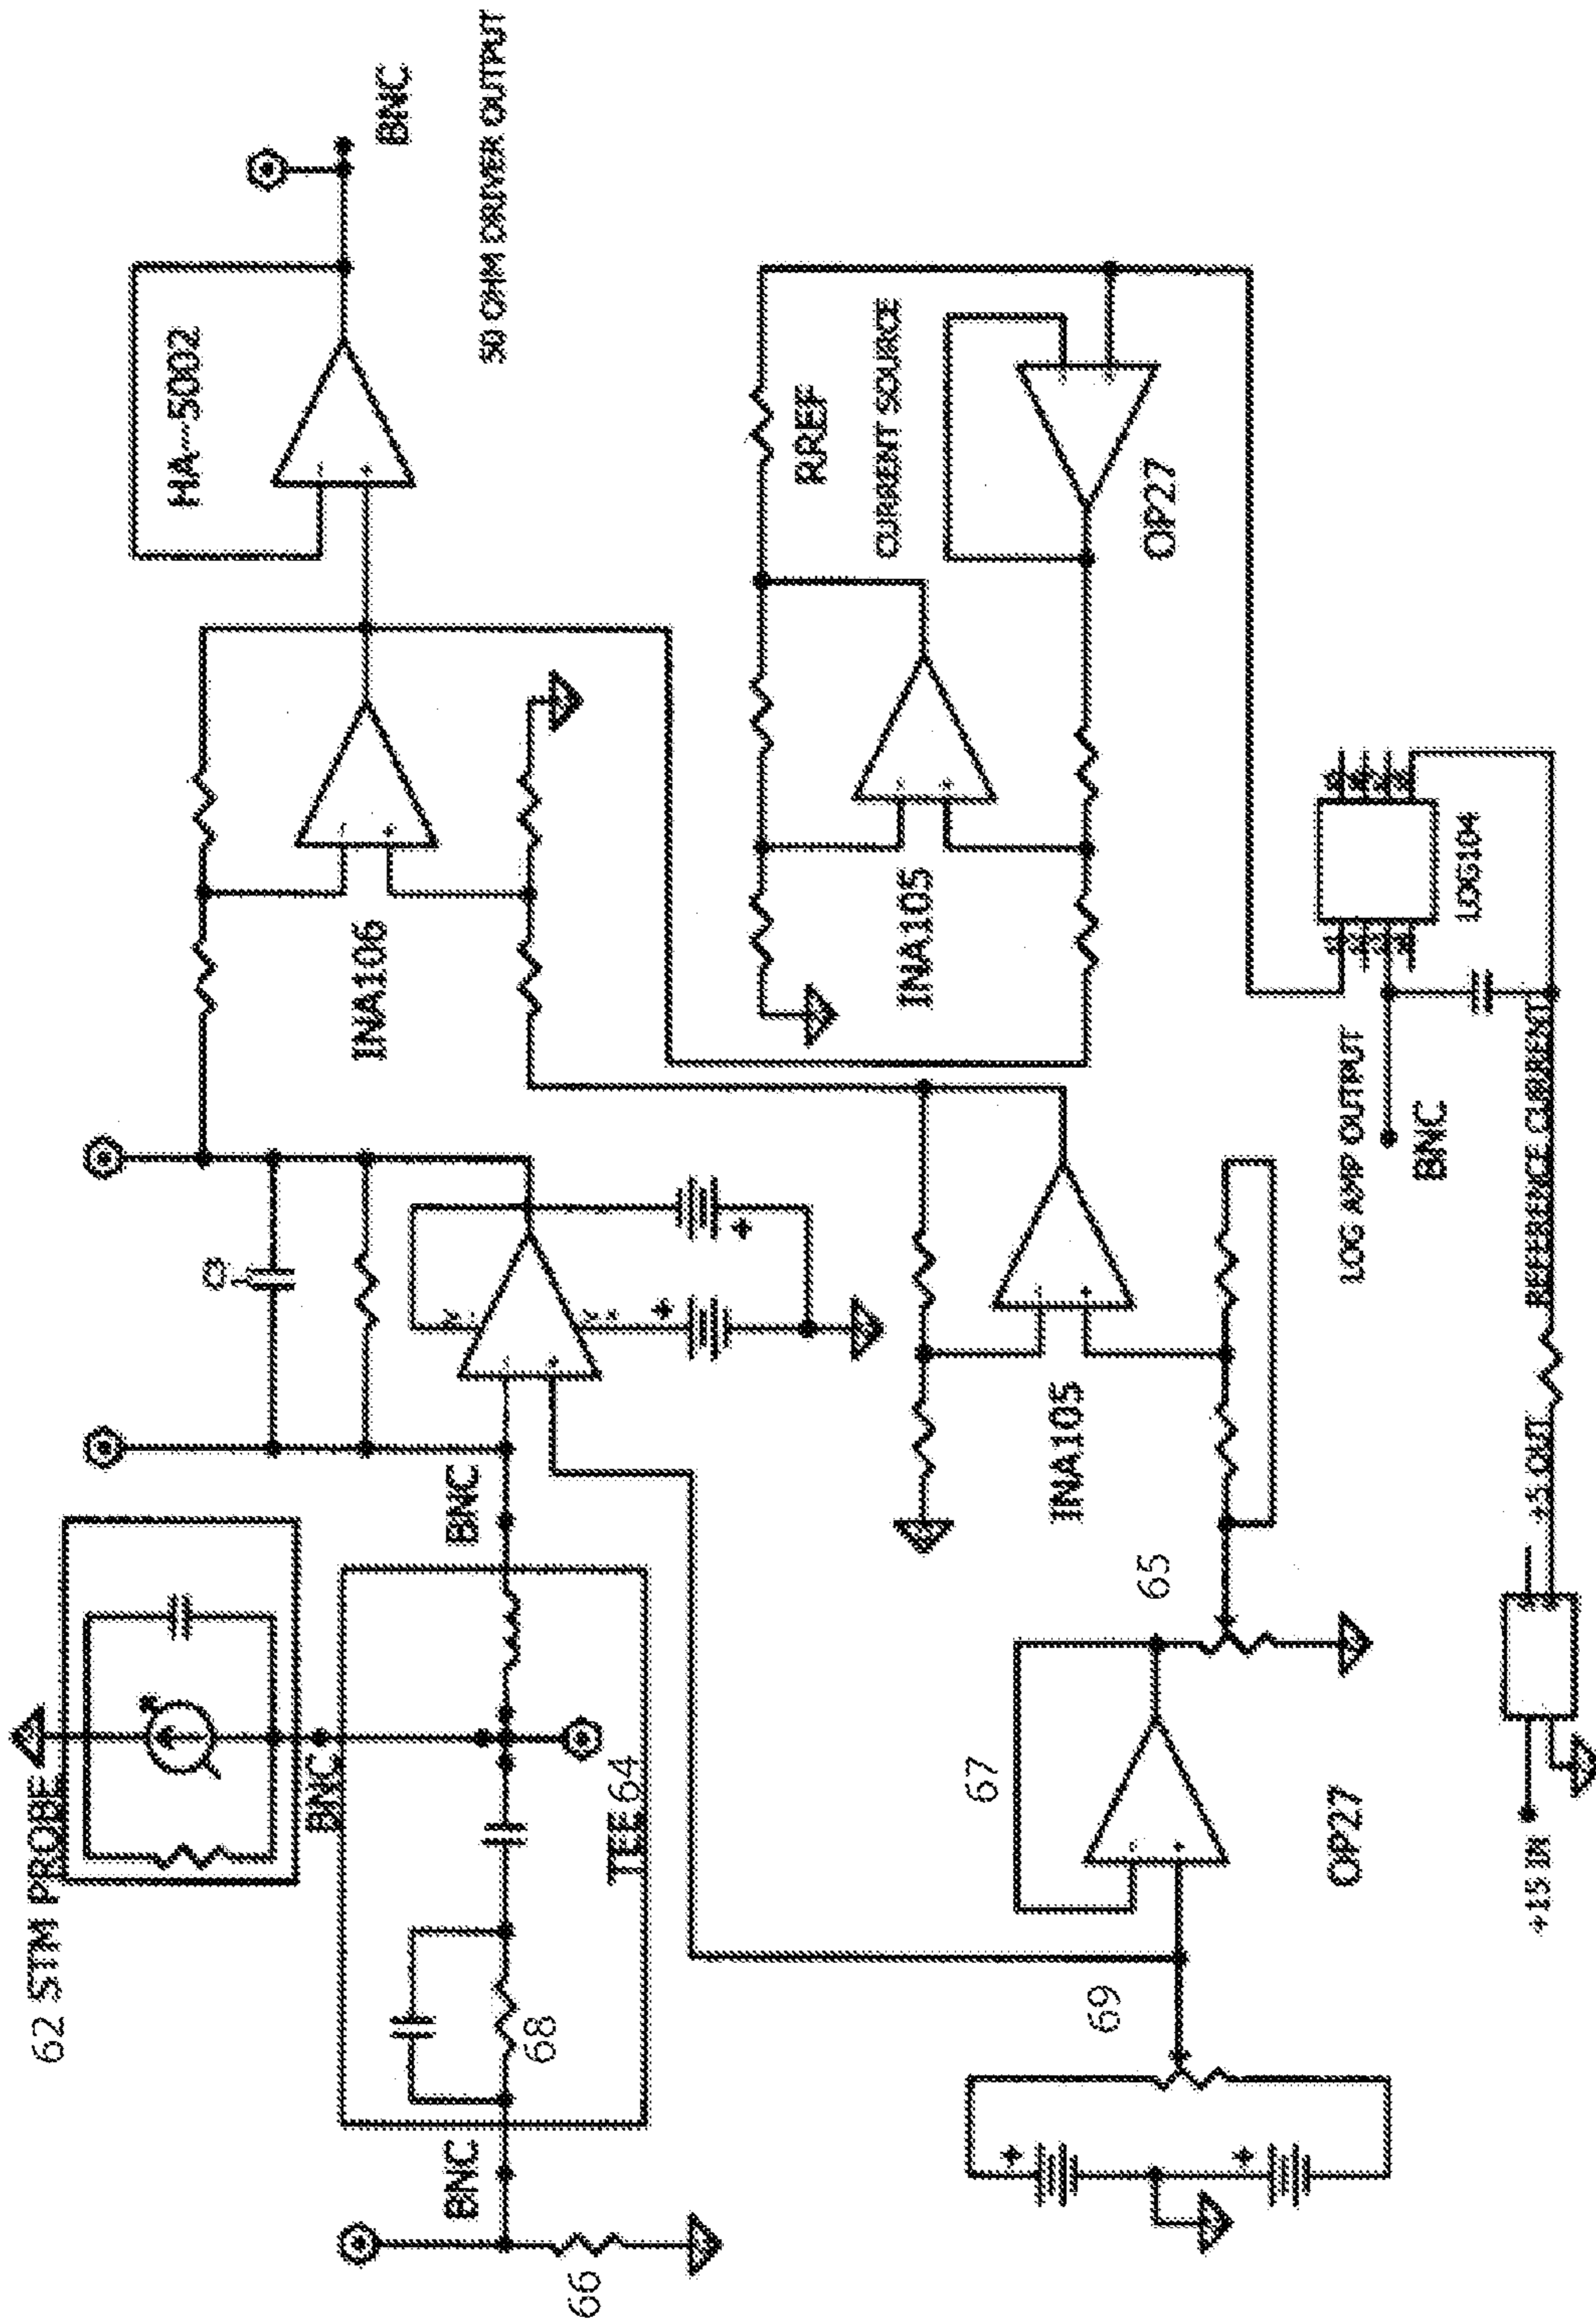 62 STM PROBE
BNC
C1
HA-5002
BNC
50 OHM DRIVER OUTPUT
INA106
BNC
BNC
68
TEE 64
66
RREF
CURRENT SOURCE
INA105
OP27
INA105
65
67
69
OP27
LOG104
LOG AMP OUTPUT
BNC
REFERENCE CURRENT
+5 OUT
+15 IN